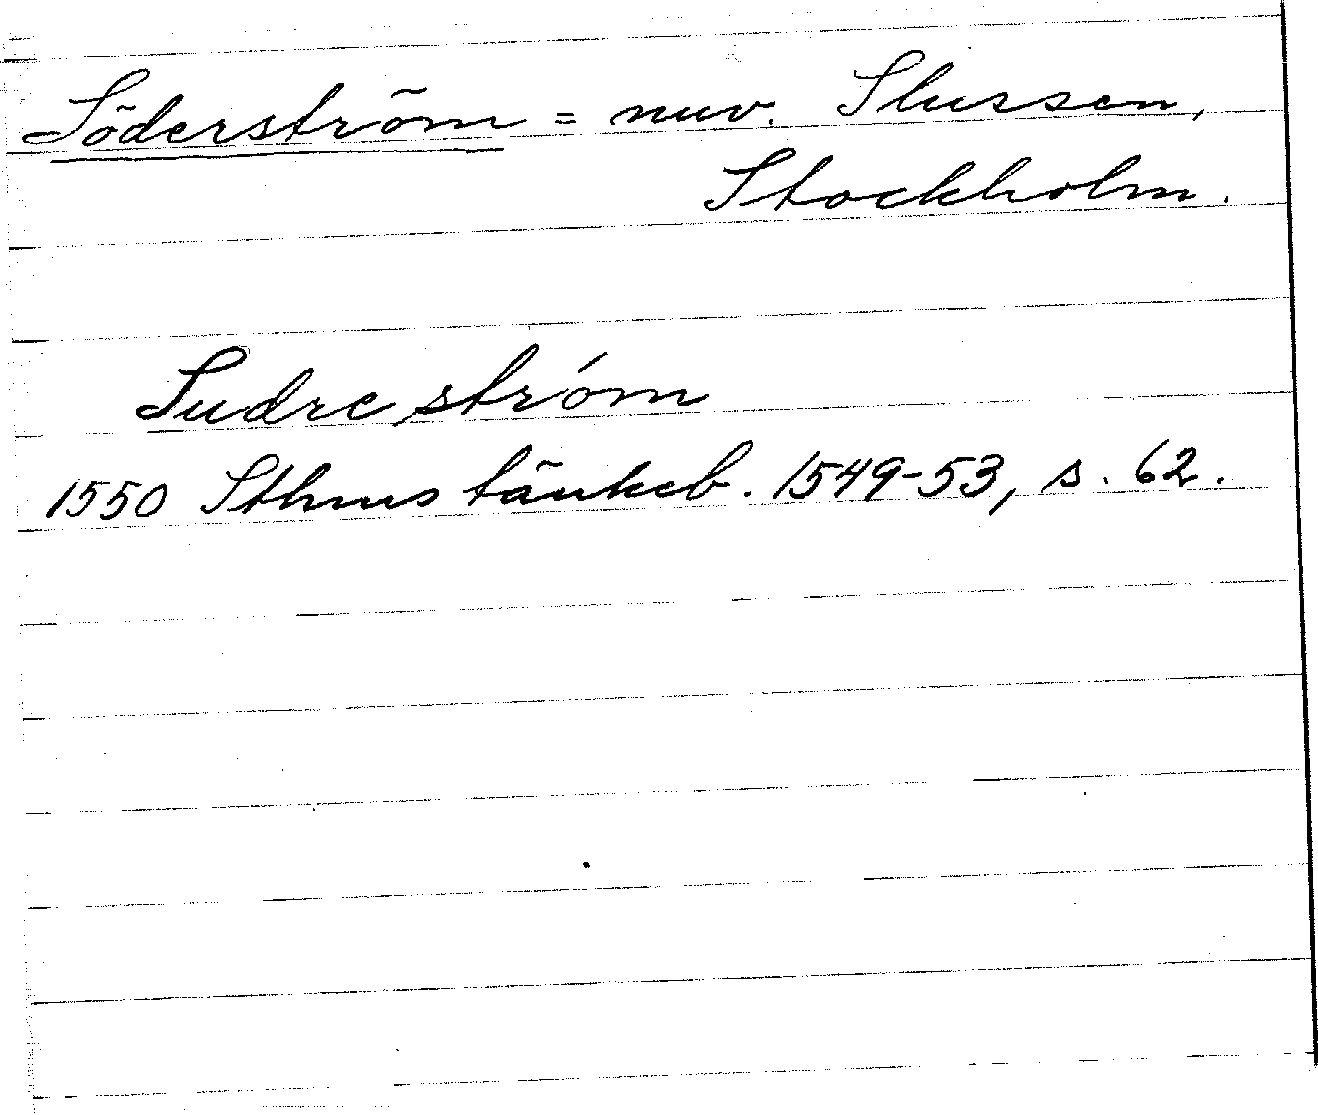 Söderström = nuv. Slussen,
Stockholm.
Sudre ström
1550 Sthms tänkeb. 1549-53, s. 62.